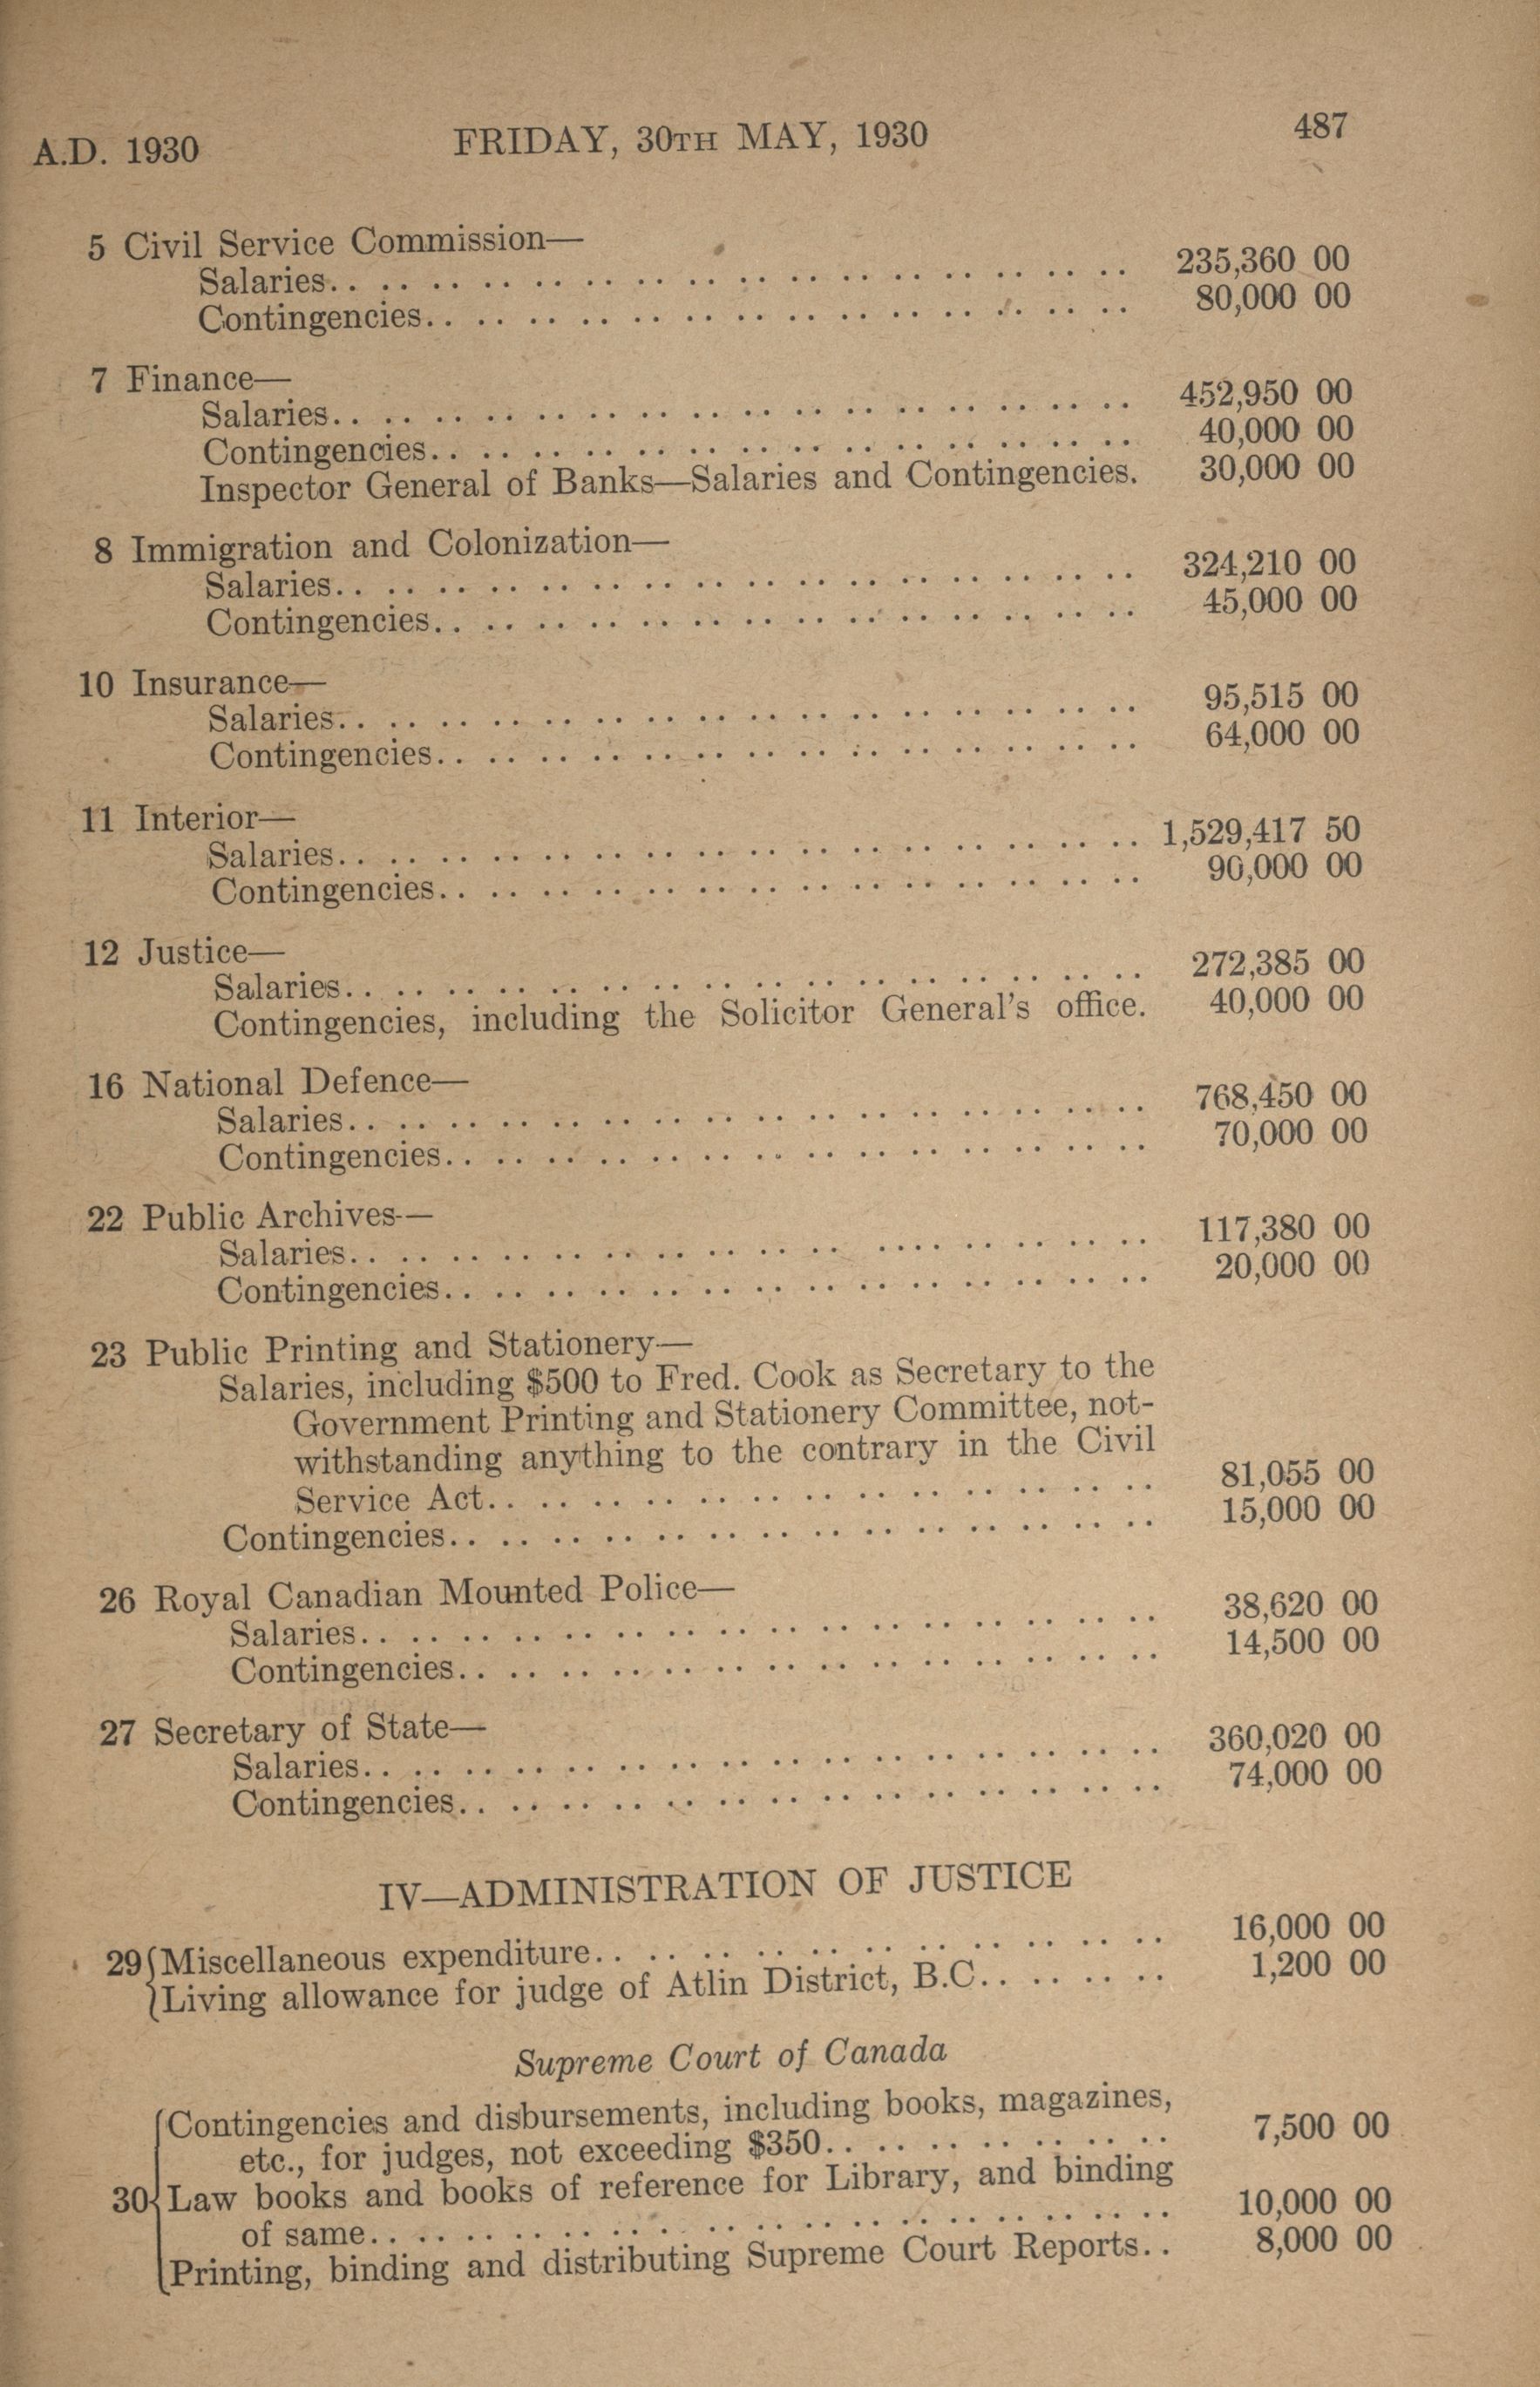 A.D. 1930 FRIDAY, 30TH MAY, 1930 487
5 Civil Service Commission—
Salaries.. 235,360 00
Contingencies.. 80,000 00
7 Finance—
Salaries.. 452,950 00
Contingencies.. 40,000 00
Inspector General of Banks—Salaries and Contingencies. 30,000 00
8 Immigration and Colonization—
Salaries.. 324,210 00
Contingencies.. 45,000 00
10 Insurance—
Salaries.. 95,515 00
Contingencies.. 64,000 00
11 Interior—
Salaries.. 1,529,417 50
Contingencies.. 90,000 00
12 Justice—
Salaries.. 272,385 00
Contingencies, including the Solicitor General's office. 40,000 00
16 National Defence—
Salaries.. 768,450 00
Contingencies.. 70,000 00
22 Public Archives—
Salaries.. 117,380 00
Contingencies.. 20,000 00
23 Public Printing and Stationery—
Salaries, including $500 to Fred. Cook as Secretary to the
Government Printing and Stationery Committee, not-
withstanding anything to the contrary in the Civil
Service Act.. 81,055 00
Contingencies.. 15,000 00
26 Royal Canadian Mounted Police—
Salaries.. 38,620 00
Contingencies.. 14,500 00
27 Secretary of State—
Salaries.. 360,020 00
Contingencies.. 74,000 00
IV—ADMINISTRATION OF JUSTICE
29 Miscellaneous expenditure.. 16,000 00
Living allowance for judge of Atlin District, B.C.. 1,200 00
Supreme Court of Canada
Contingencies and disbursements, including books, magazines,
etc., for judges, not exceeding $350.. 7,500 00
30 Law books and books of reference for Library, and binding
of same.. 10,000 00
Printing, binding and distributing Supreme Court Reports.. 8,000 00